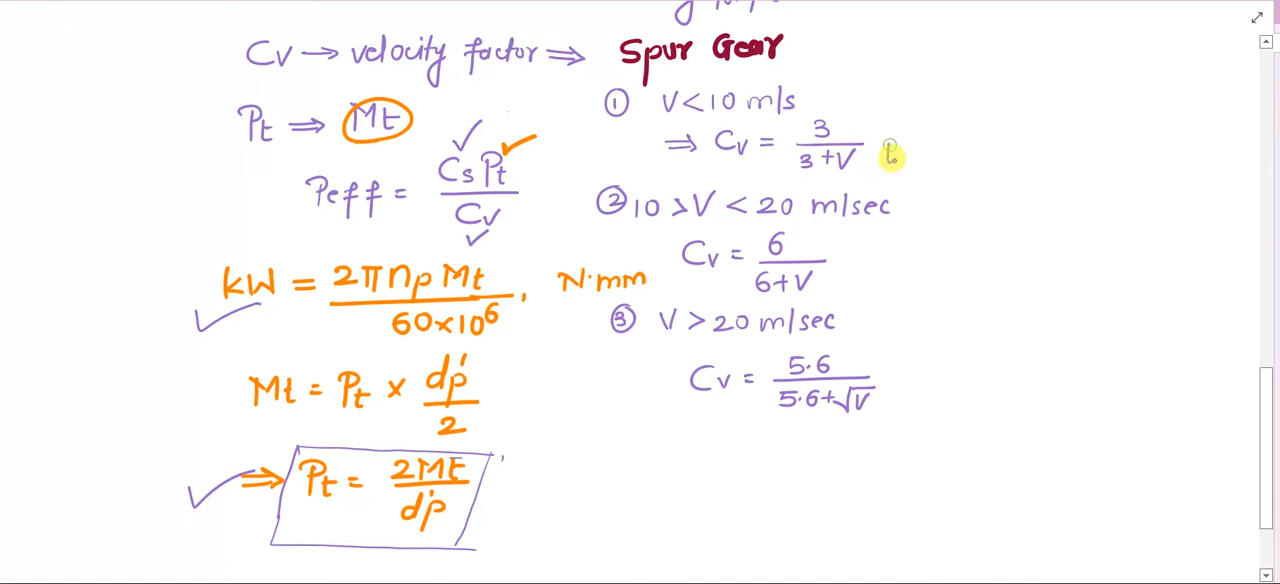 Cv → velocity factor ⇒ Spur Gear
Pt ⇒ Mt
Peff = Cs Pt / Cv
kW = 2πnp Mt / 60×10⁶ , N·mm
Mt = Pt × dp' / 2
⇒ Pt = 2Mt / dp'
① V < 10 m/s
⇒ Cv = 3 / 3+V
② 10 > V < 20 m/sec
Cv = 6 / 6+V
③ V > 20 m/sec
Cv = 5.6 / 5.6+√V